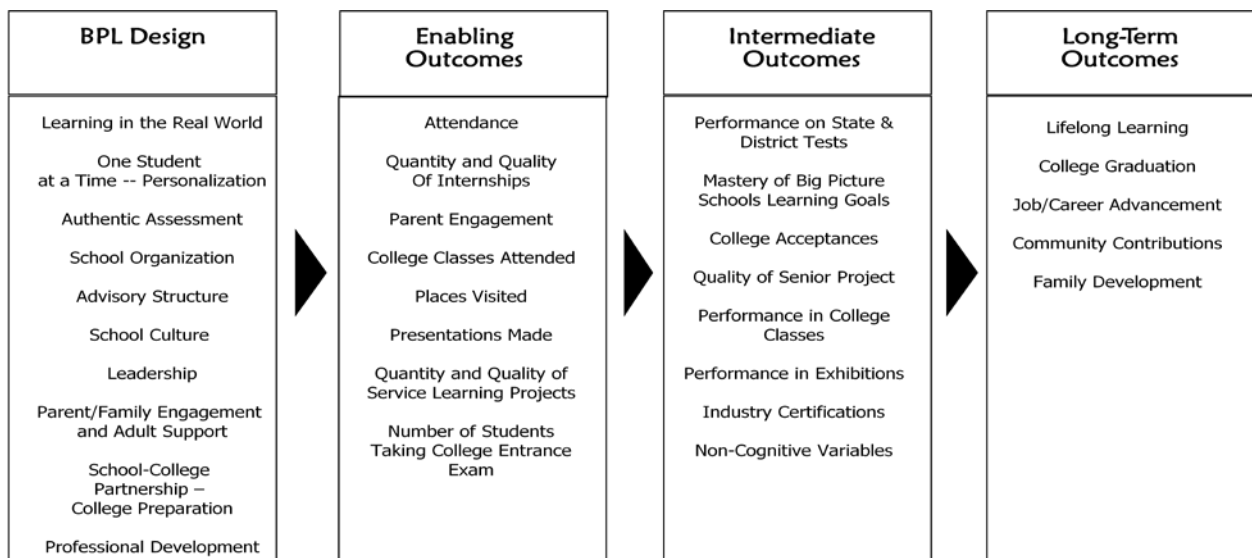 BPL Design
Learning in the Real World
One Student
at a Time -- Personalization
Authentic Assessment
School Organization
Advisory Structure
School Culture
Leadership
Parent/Family Engagement
and Adult Support
School-College
Partnership –
College Preparation
Professional Development
Enabling
Outcomes
Attendance
Quantity and Quality
Of Internships
Parent Engagement
College Classes Attended
Places Visited
Presentations Made
Quantity and Quality of
Service Learning Projects
Number of Students
Taking College Entrance
Exam
Intermediate
Outcomes
Performance on State &
District Tests
Mastery of Big Picture
Schools Learning Goals
College Acceptances
Quality of Senior Project
Performance in College
Classes
Performance in Exhibitions
Industry Certifications
Non-Cognitive Variables
Long-Term
Outcomes
Lifelong Learning
College Graduation
Job/Career Advancement
Community Contributions
Family Development